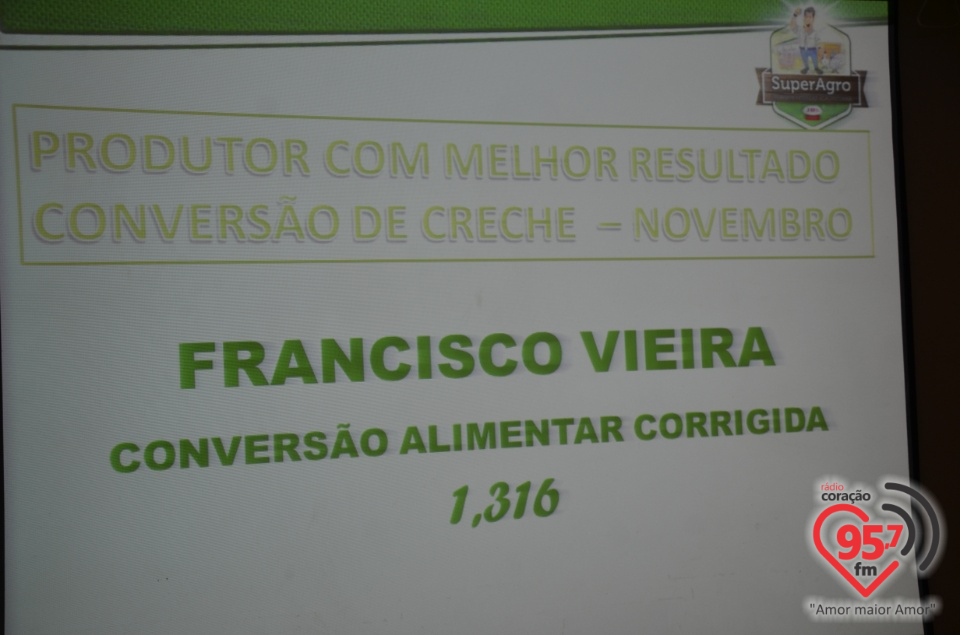 SuperAgro
PRODUTOR COM MELHOR RESULTADO
CONVERSÃO DE CRECHE – NOVEMBRO
FRANCISCO VIEIRA
CONVERSÃO ALIMENTAR CORRIGIDA
1,316
rádio
coração
95,7
fm
"Amor maior Amor"